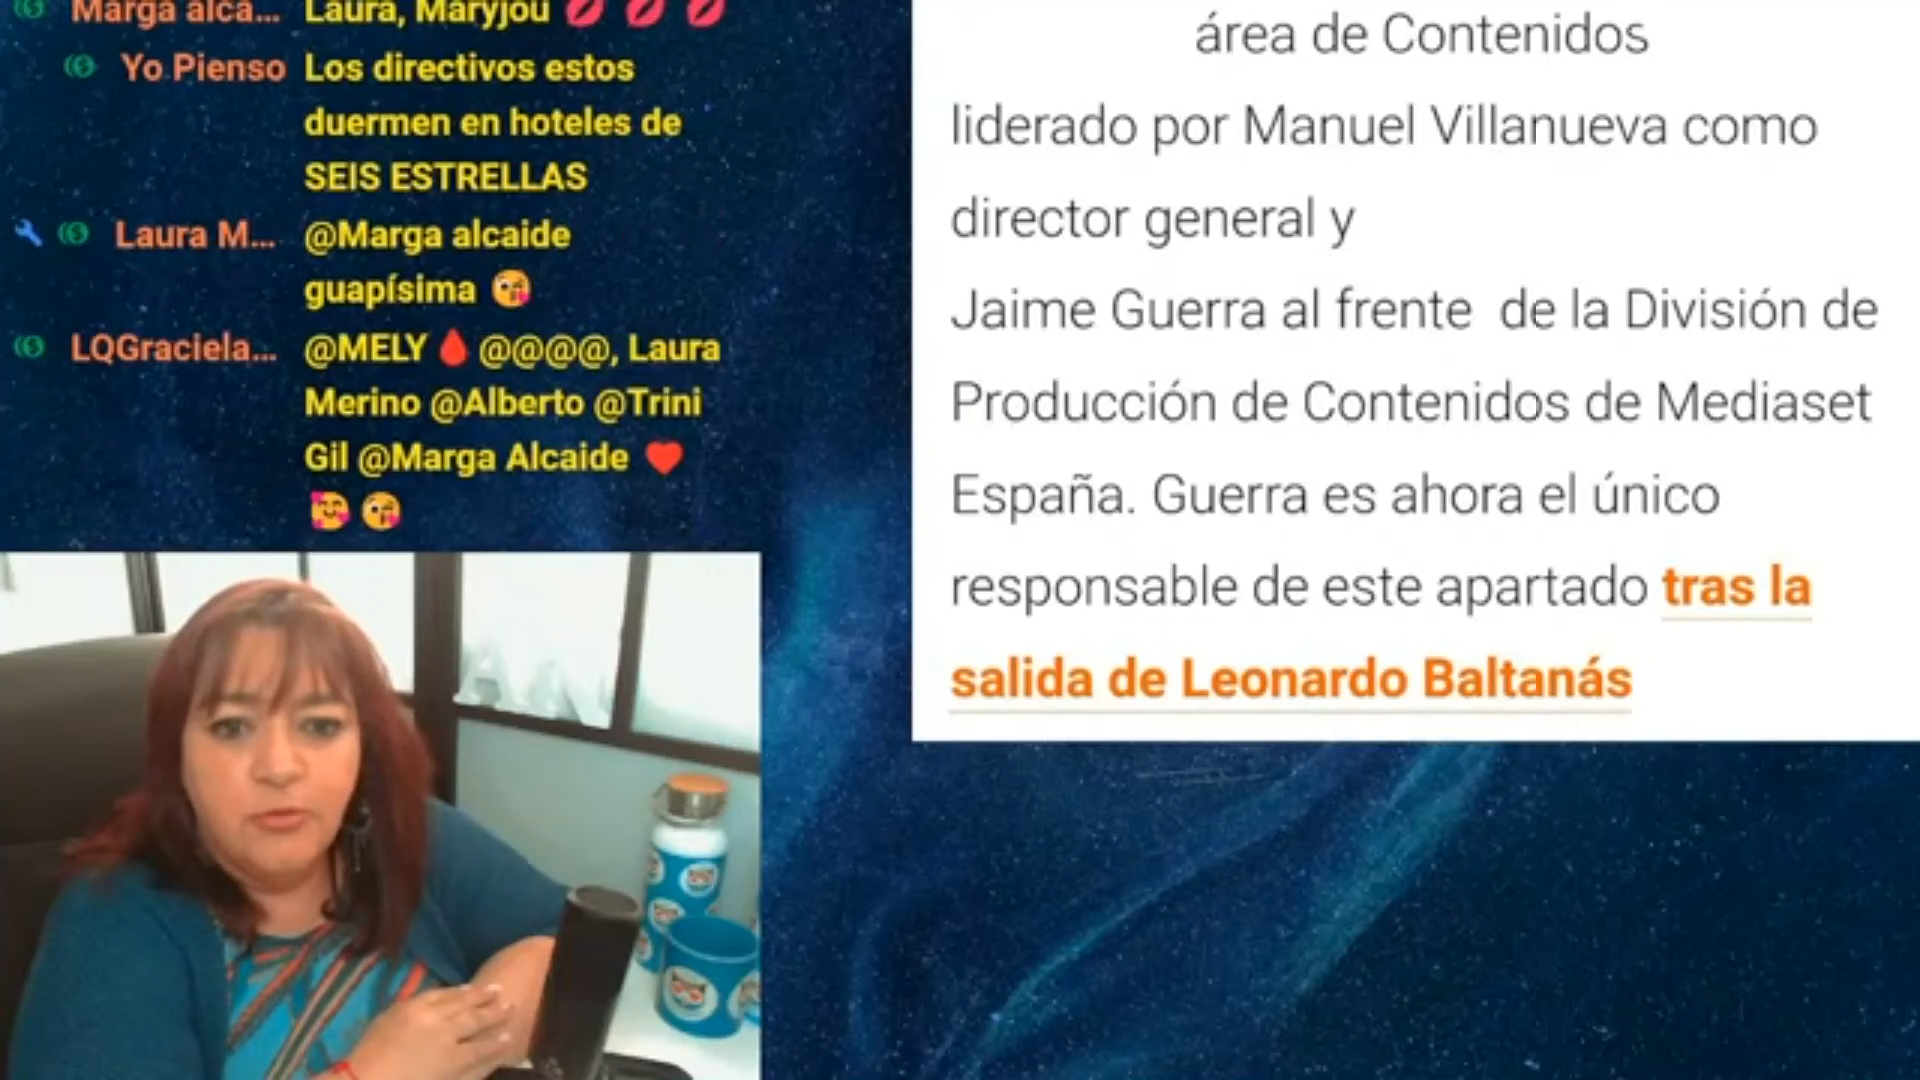 Marga alca... Laura, Maryjou 💋 💋 💋
Yo Pienso Los directivos estos
duermen en hoteles de
SEIS ESTRELLAS
Laura M... @Marga alcaide
guapísima 😘
LQGraciela... @MELY🩸@@@@, Laura
Merino @Alberto @Trini
Gil @Marga Alcaide ❤️
🥰 😘
área de Contenidos
liderado por Manuel Villanueva como
director general y
Jaime Guerra al frente de la División de
Producción de Contenidos de Mediaset
España. Guerra es ahora el único
responsable de este apartado tras la
salida de Leonardo Baltanás